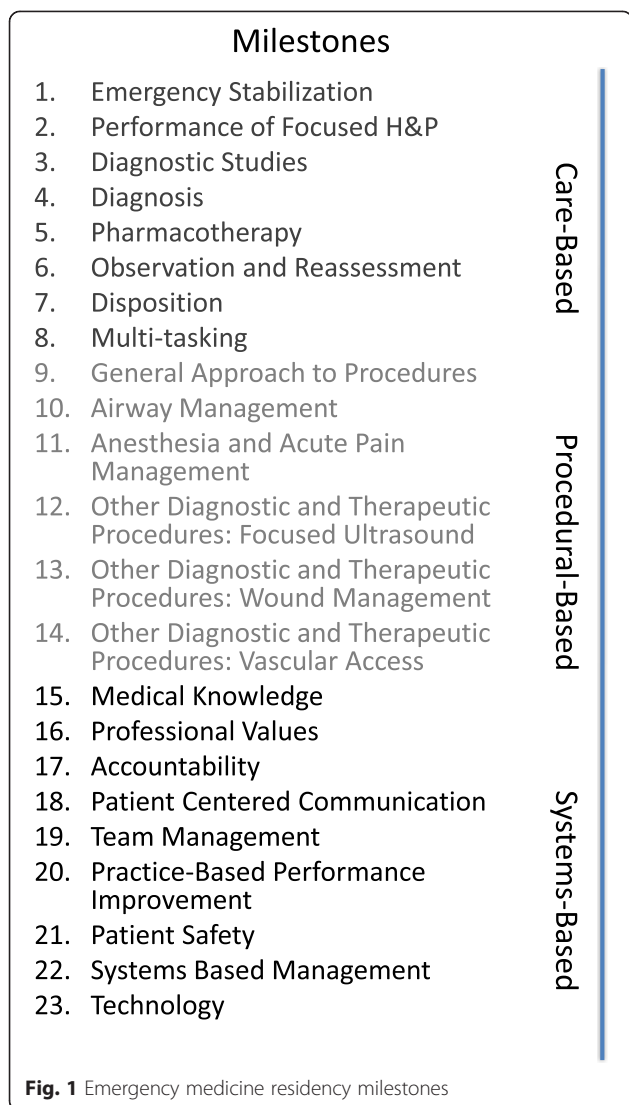 Milestones
1. Emergency Stabilization
2. Performance of Focused H&P
3. Diagnostic Studies
4. Diagnosis
5. Pharmacotherapy
6. Observation and Reassessment
7. Disposition
8. Multi-tasking
9. General Approach to Procedures
10. Airway Management
11. Anesthesia and Acute Pain
Management
12. Other Diagnostic and Therapeutic
Procedures: Focused Ultrasound
13. Other Diagnostic and Therapeutic
Procedures: Wound Management
14. Other Diagnostic and Therapeutic
Procedures: Vascular Access
15. Medical Knowledge
16. Professional Values
17. Accountability
18. Patient Centered Communication
19. Team Management
20. Practice-Based Performance
Improvement
21. Patient Safety
22. Systems Based Management
23. Technology
Care-Based
Procedural-Based
Systems-Based
Fig. 1 Emergency medicine residency milestones